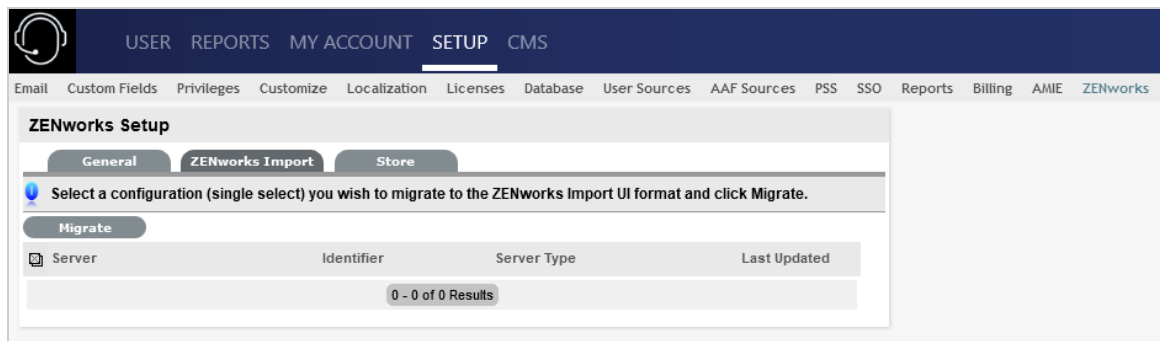 USER REPORTS MY ACCOUNT SETUP CMS
Email Custom Fields Privileges Customize Localization Licenses Database User Sources AAF Sources PSS SSO Reports Billing AMIE ZENworks
ZENworks Setup
General ZENworks Import Store
Select a configuration (single select) you wish to migrate to the ZENworks Import UI format and click Migrate.
Migrate
Server Identifier Server Type Last Updated
0 - 0 of 0 Results